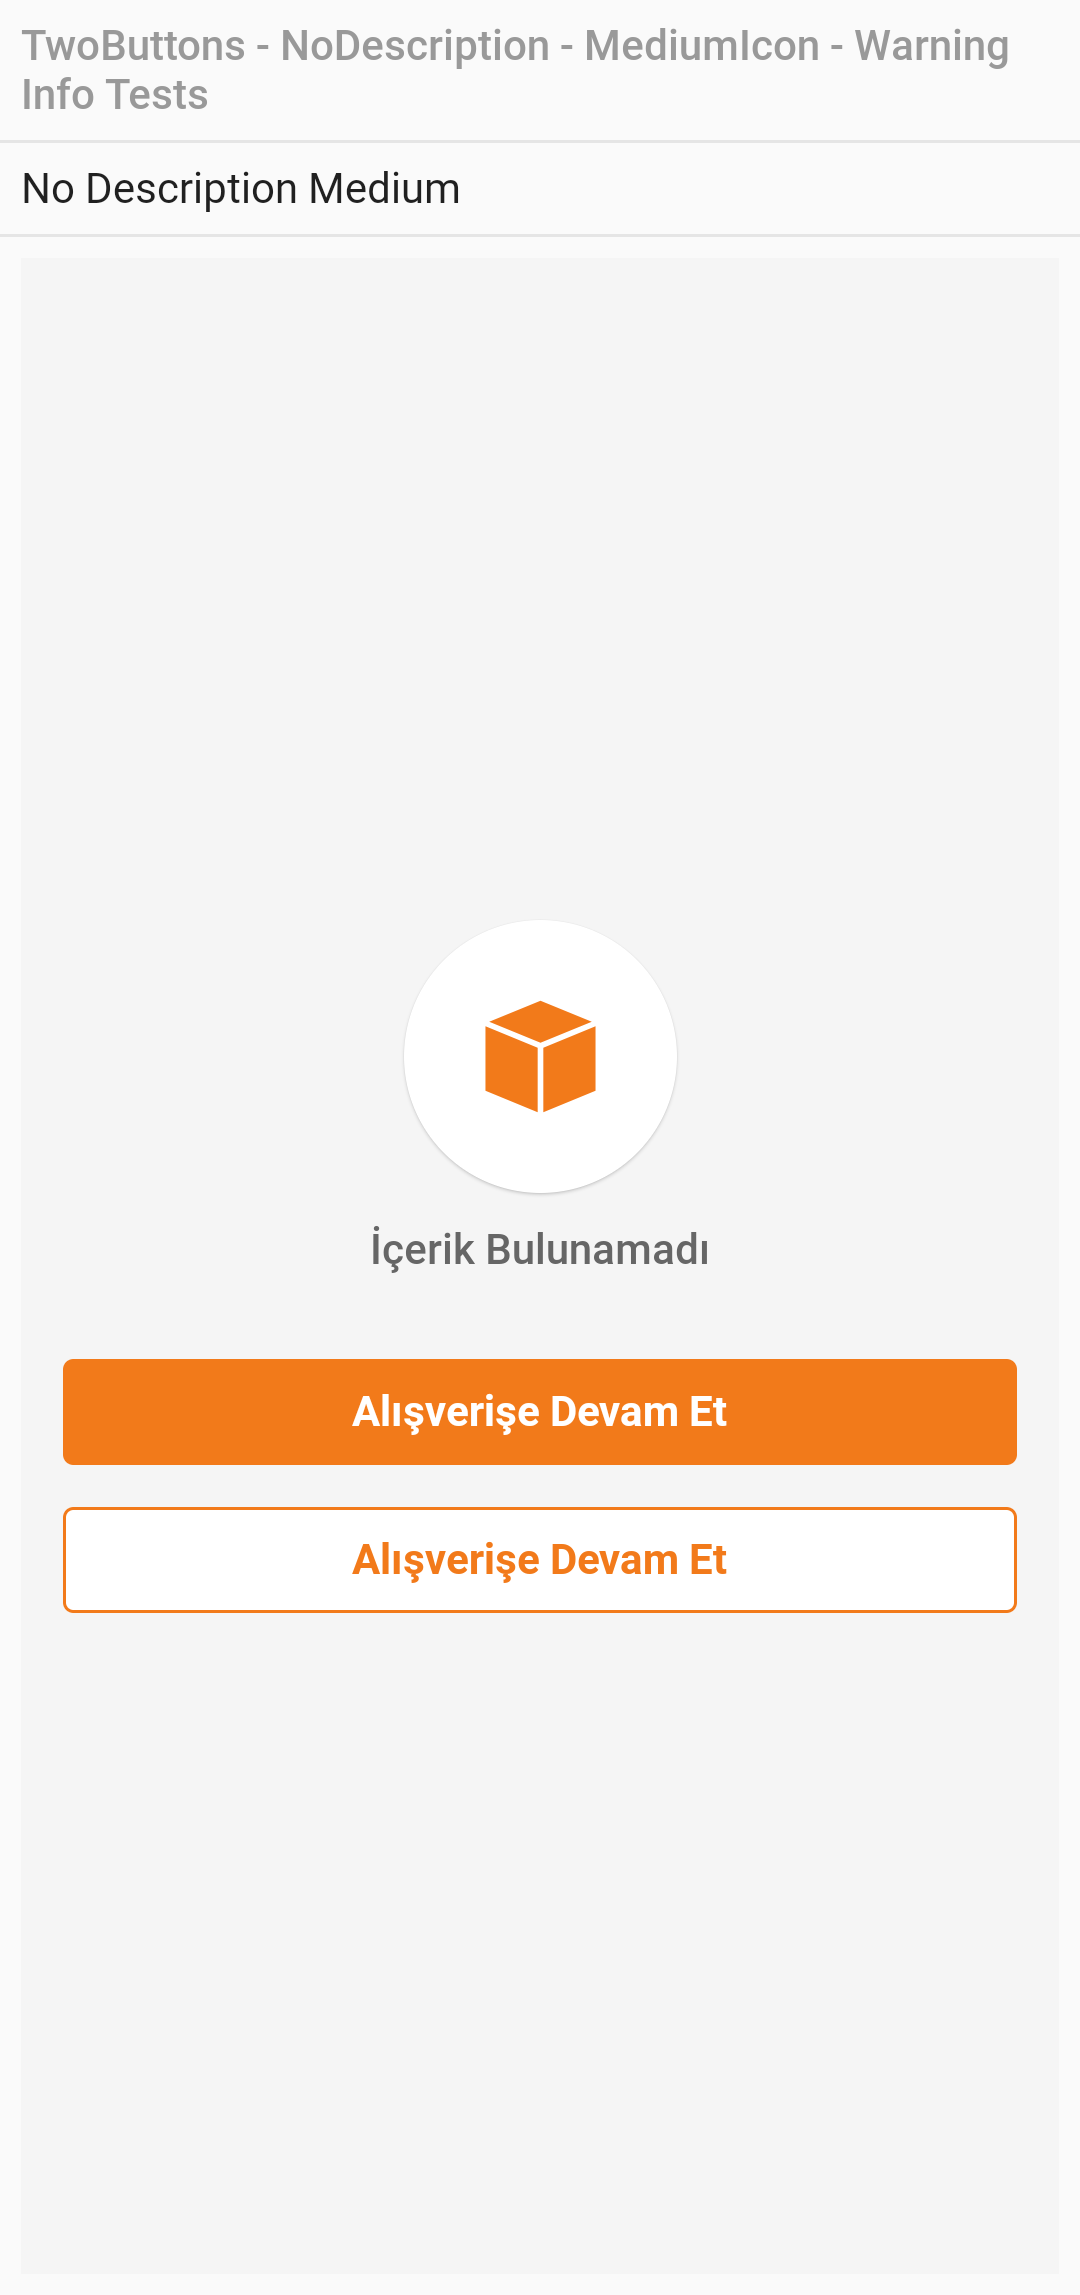 TwoButtons - NoDescription - MediumIcon - Warning
Info Tests
No Description Medium
İçerik Bulunamadı
Alışverişe Devam Et
Alışverişe Devam Et